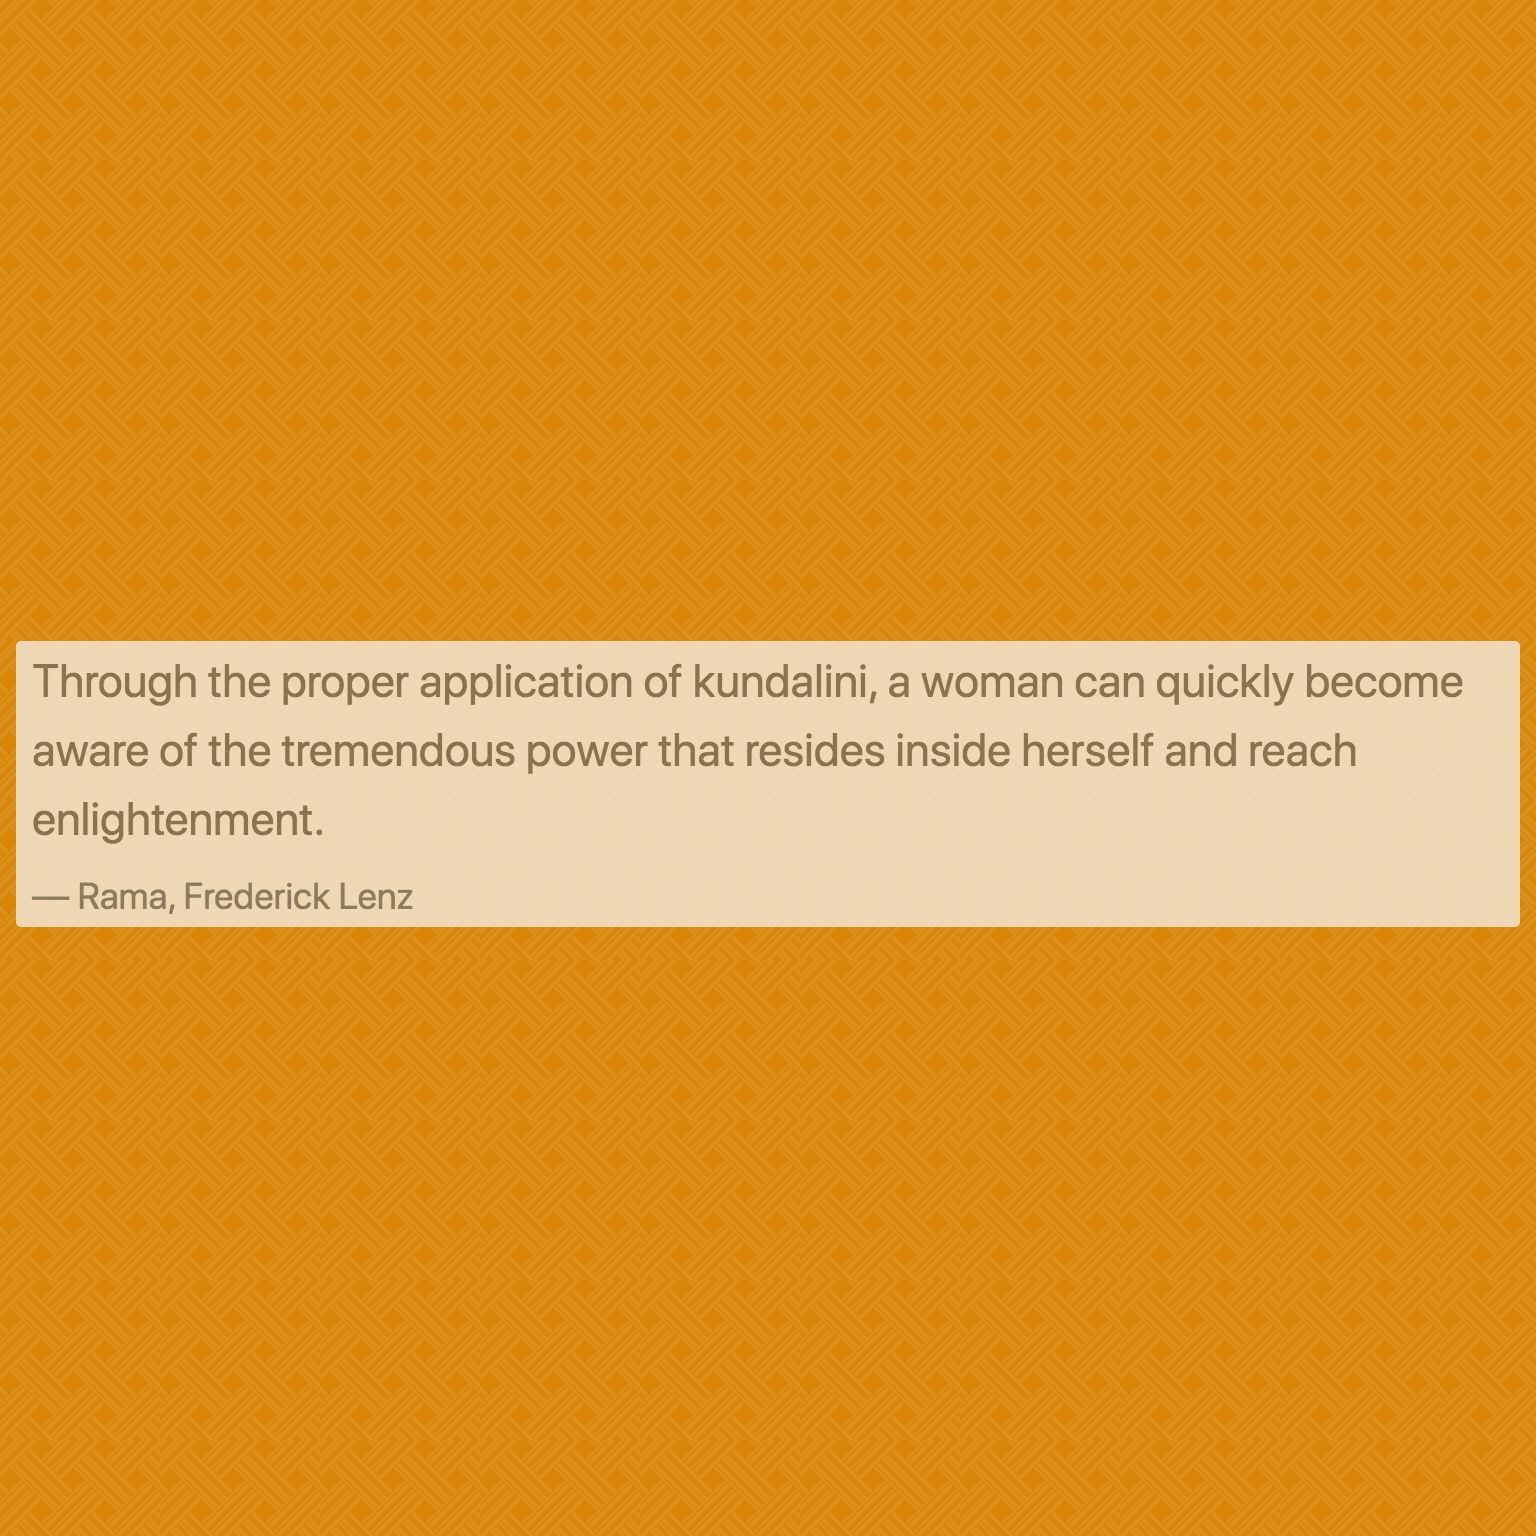 Through the proper application of kundalini, a woman can quickly become
aware of the tremendous power that resides inside herself and reach
enlightenment.
— Rama, Frederick Lenz